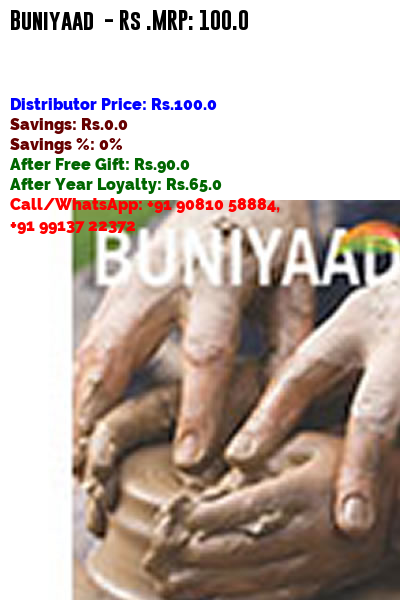 Buniyaad - Rs .MRP: 100.0
Distributor Price: Rs.100.0
Savings: Rs.0.0
Savings %: 0%
After Free Gift: Rs.90.0
After Year Loyalty: Rs.65.0
Call/WhatsApp: +91 90810 58884,
+91 99137 22372
BUNIYAAD